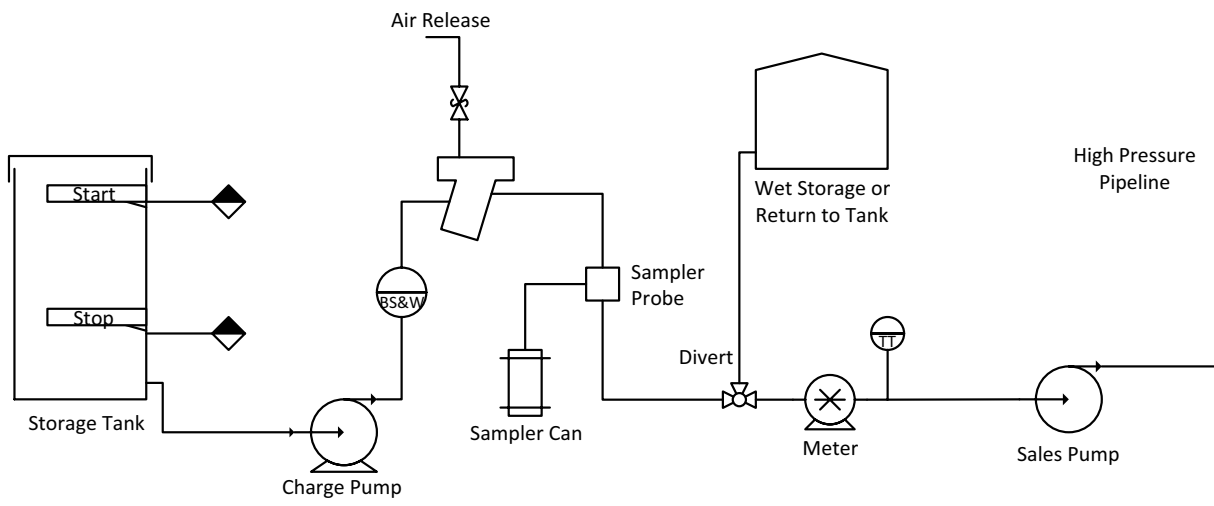 Air Release
High Pressure
Pipeline
Start
Wet Storage or
Return to Tank
Sampler
Probe
BS&W
Stop
TT
Divert
Storage Tank
Sampler Can
Meter
Sales Pump
Charge Pump